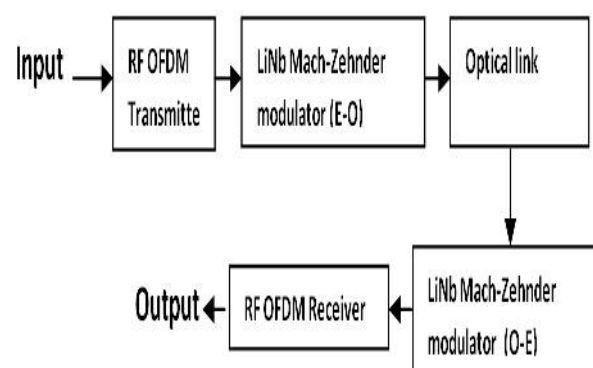 Input
RF OFDM
Transmitte
LiNb Mach-Zehnder
modulator (E-O)
Optical link
LiNb Mach-Zehnder
modulator (O-E)
RF OFDM Receiver
Output